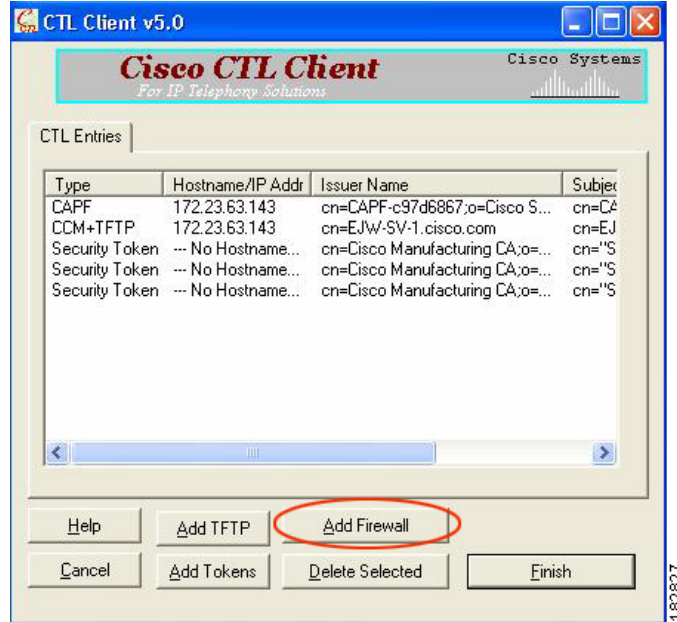 CTL Client v5.0
Cisco CTL Client
For IP Telephony Solutions
Cisco Systems
CTL Entries
Type Hostname/IP Addr Issuer Name Subjec
CAPF 172.23.63.143 cn=CAPF-c97d6867;o=Cisco S... cn=CA
CCM+TFTP 172.23.63.143 cn=EJW-SV-1.cisco.com cn=EJ
Security Token --- No Hostname... cn=Cisco Manufacturing CA;o=... cn="S
Security Token --- No Hostname... cn=Cisco Manufacturing CA;o=... cn="S
Security Token --- No Hostname... cn=Cisco Manufacturing CA;o=... cn="S
Help Add TFTP Add Firewall
Cancel Add Tokens Delete Selected Finish
182827